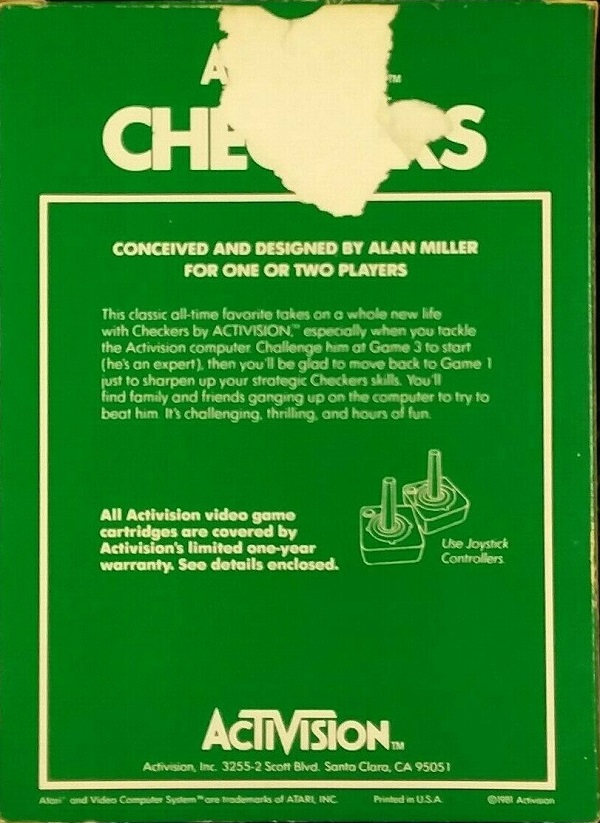 A TM
CHE RS
CONCEIVED AND DESIGNED BY ALAN MILLER
FOR ONE OR TWO PLAYERS
This classic all-time favorite takes on a whole new life
with Checkers by ACTIVISION,™ especially when you tackle
the Activision computer. Challenge him at Game 3 to start
(he's an expert), then you'll be glad to move back to Game 1
just to sharpen up your strategic Checkers skills. You'll
find family and friends ganging up on the computer to try to
beat him. It's challenging, thrilling, and hours of fun.
All Activision video game
cartridges are covered by
Activision's limited one-year
warranty. See details enclosed.
Use Joystick
Controllers.
ACTIVISION TM
Activision, Inc. 3255-2 Scott Blvd. Santa Clara, CA 95051
Atari™ and Video Computer System™ are trademarks of ATARI, INC. Printed in U.S.A. ©1981 Activision